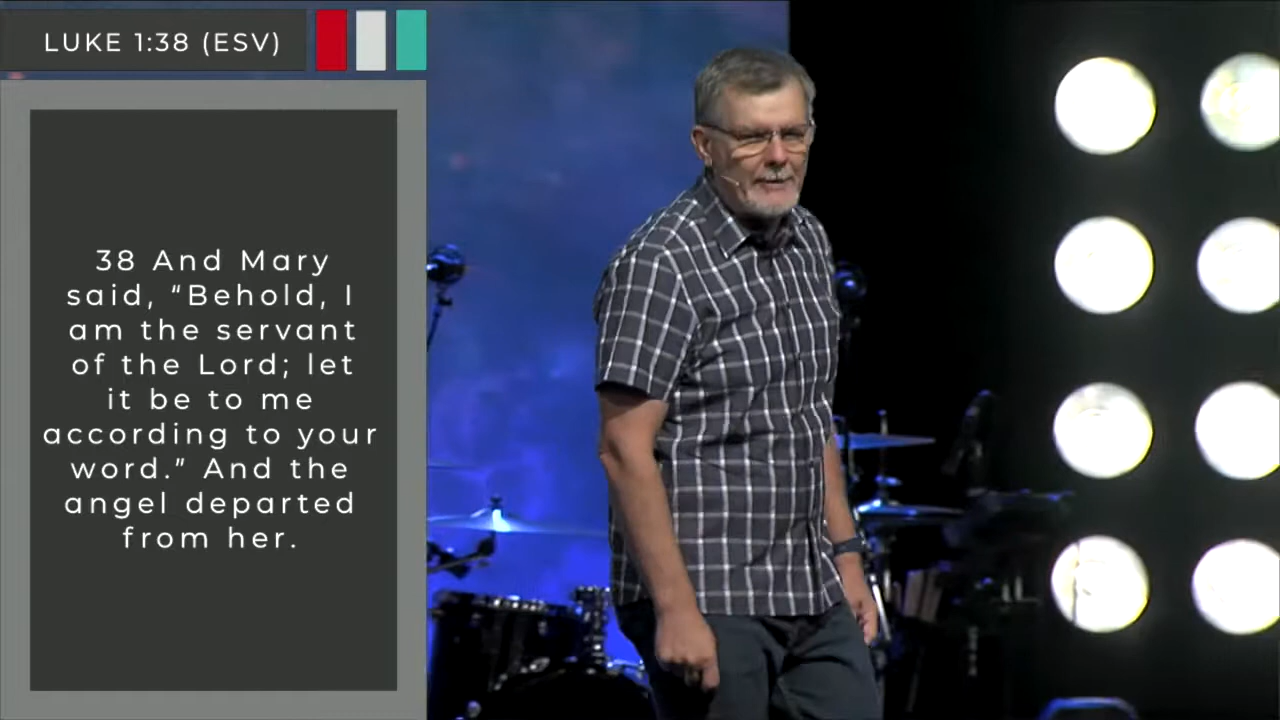 LUKE 1:38 (ESV)
38 And Mary
said, “Behold, I
am the servant
of the Lord; let
it be to me
according to your
word.” And the
angel departed
from her.